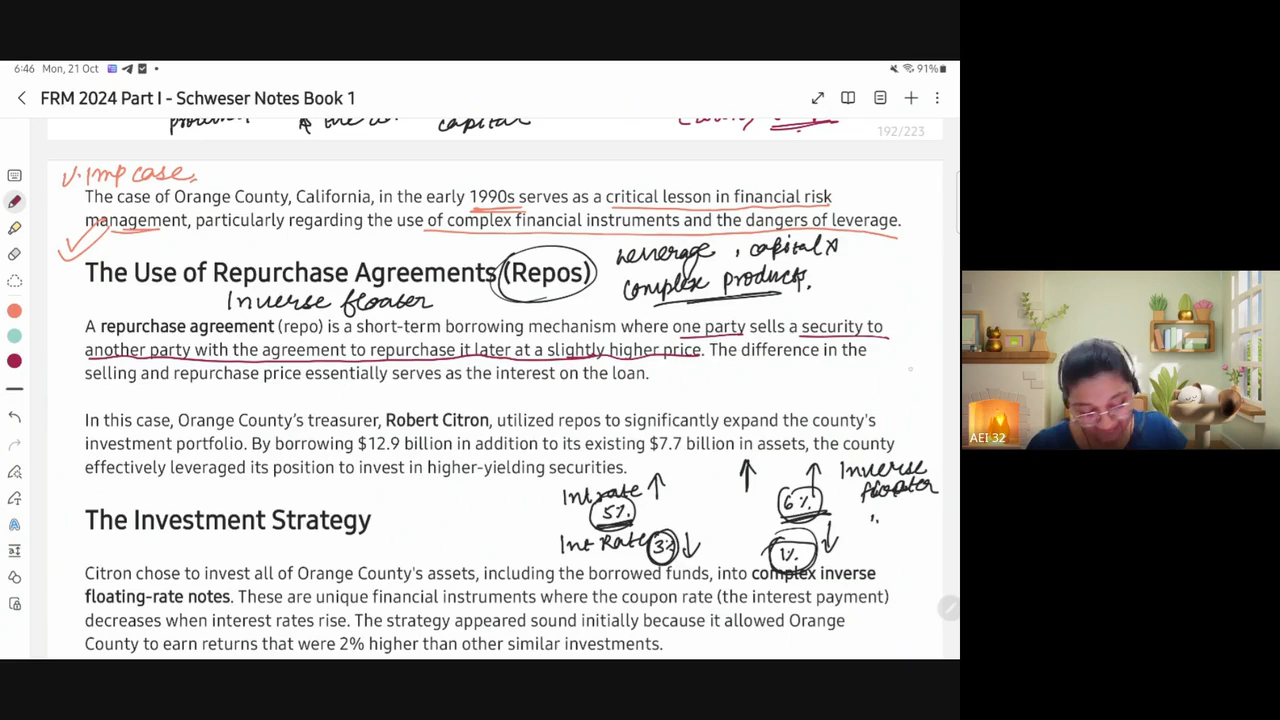 6:46 Mon, 21 Oct
91%
FRM 2024 Part I - Schweser Notes Book 1
capital
192/223
V. Imp case.
The case of Orange County, California, in the early 1990s serves as a critical lesson in financial risk
management, particularly regarding the use of complex financial instruments and the dangers of leverage.
Leverage, capital
The Use of Repurchase Agreements (Repos)
complex products.
Inverse floater
A repurchase agreement (repo) is a short-term borrowing mechanism where one party sells a security to
another party with the agreement to repurchase it later at a slightly higher price. The difference in the
selling and repurchase price essentially serves as the interest on the loan.
In this case, Orange County's treasurer, Robert Citron, utilized repos to significantly expand the county's
investment portfolio. By borrowing $12.9 billion in addition to its existing $7.7 billion in assets, the county
effectively leveraged its position to invest in higher-yielding securities.
Int rate ↑ ↑ ↑ Inverse
5% 6% floater
The Investment Strategy
Int Rate 3% ↓ 1% ↓
Citron chose to invest all of Orange County's assets, including the borrowed funds, into complex inverse
floating-rate notes. These are unique financial instruments where the coupon rate (the interest payment)
decreases when interest rates rise. The strategy appeared sound initially because it allowed Orange
County to earn returns that were 2% higher than other similar investments.
AEI 32